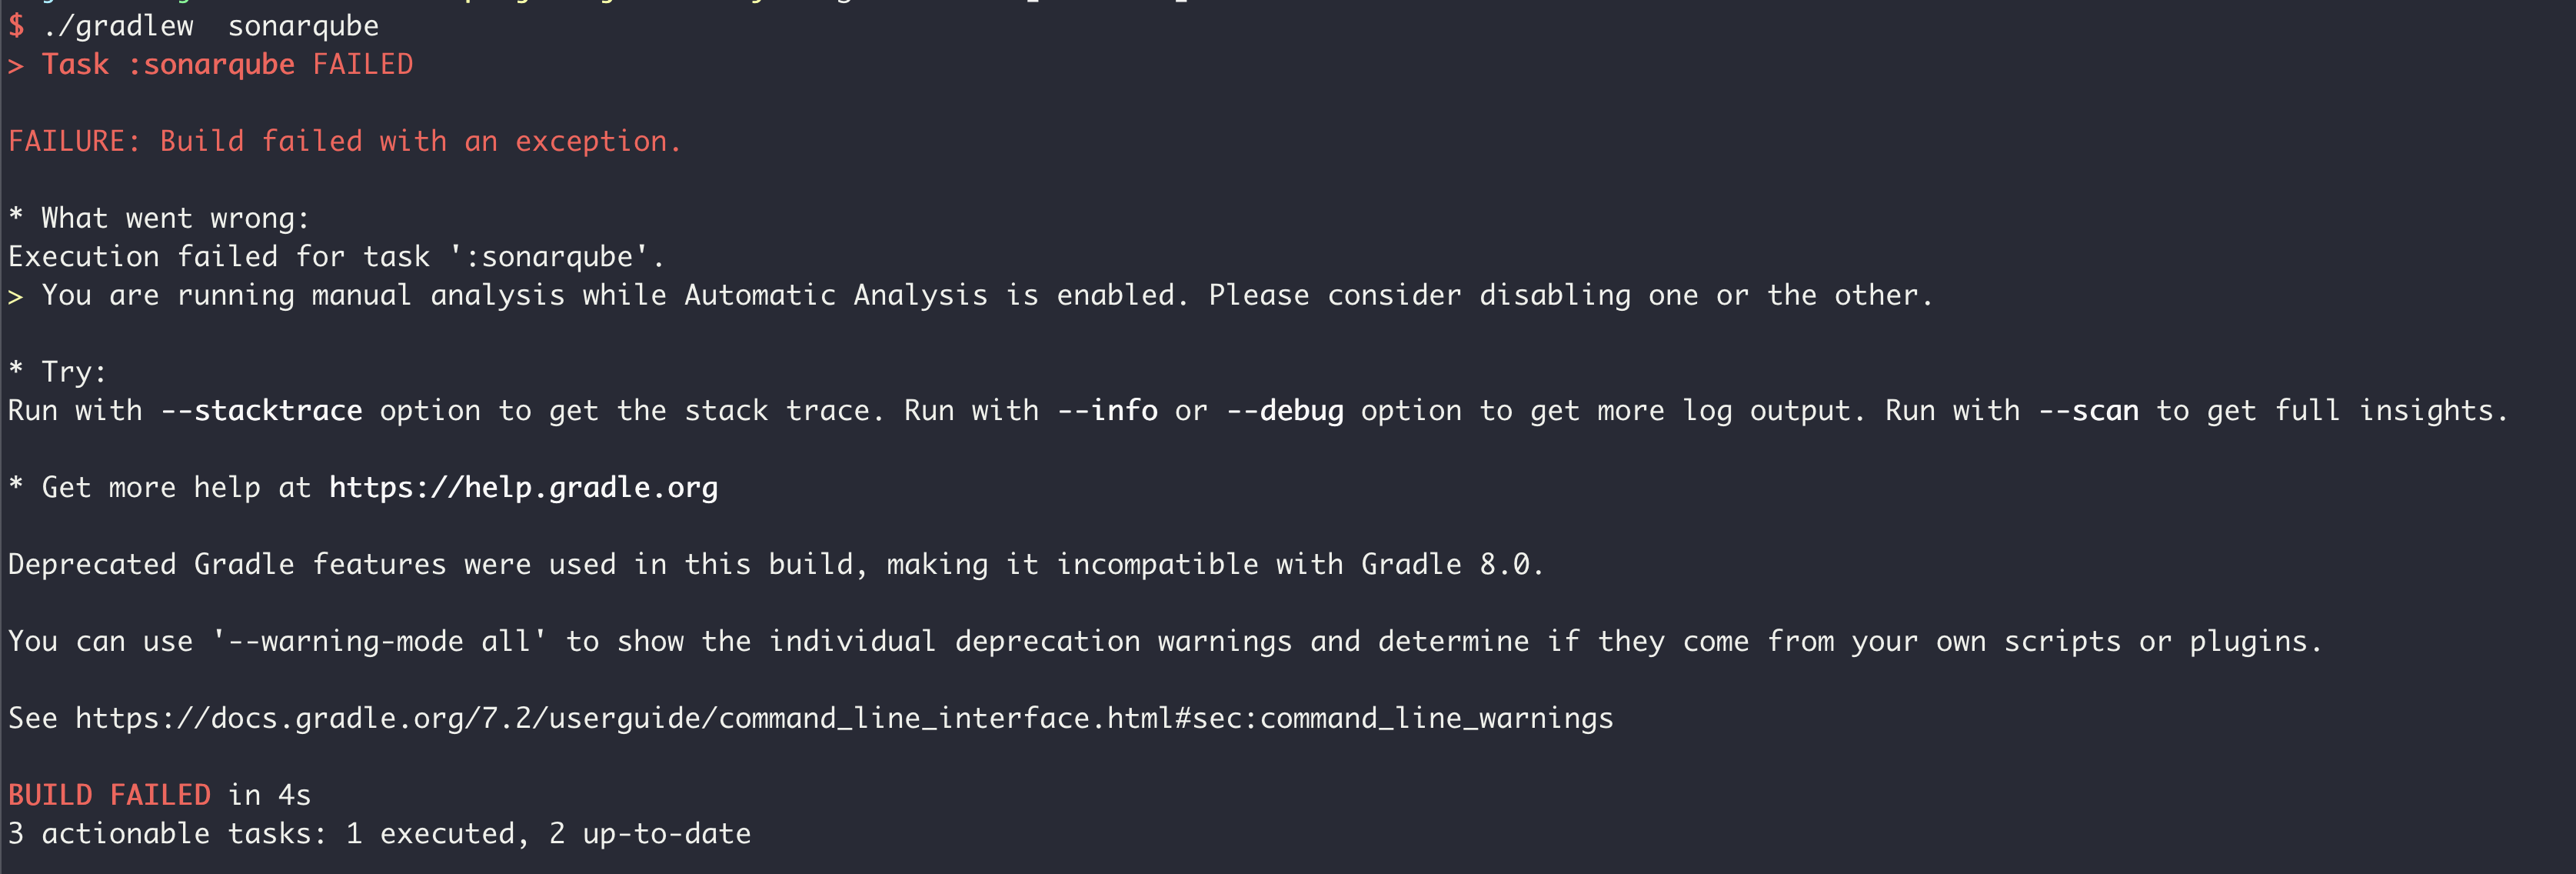 $ ./gradlew  sonarqube
> Task :sonarqube FAILED
FAILURE: Build failed with an exception.
* What went wrong:
Execution failed for task ':sonarqube'.
> You are running manual analysis while Automatic Analysis is enabled. Please consider disabling one or the other.
* Try:
Run with --stacktrace option to get the stack trace. Run with --info or --debug option to get more log output. Run with --scan to get full insights.
* Get more help at https://help.gradle.org
Deprecated Gradle features were used in this build, making it incompatible with Gradle 8.0.
You can use '--warning-mode all' to show the individual deprecation warnings and determine if they come from your own scripts or plugins.
See https://docs.gradle.org/7.2/userguide/command_line_interface.html#sec:command_line_warnings
BUILD FAILED in 4s
3 actionable tasks: 1 executed, 2 up-to-date